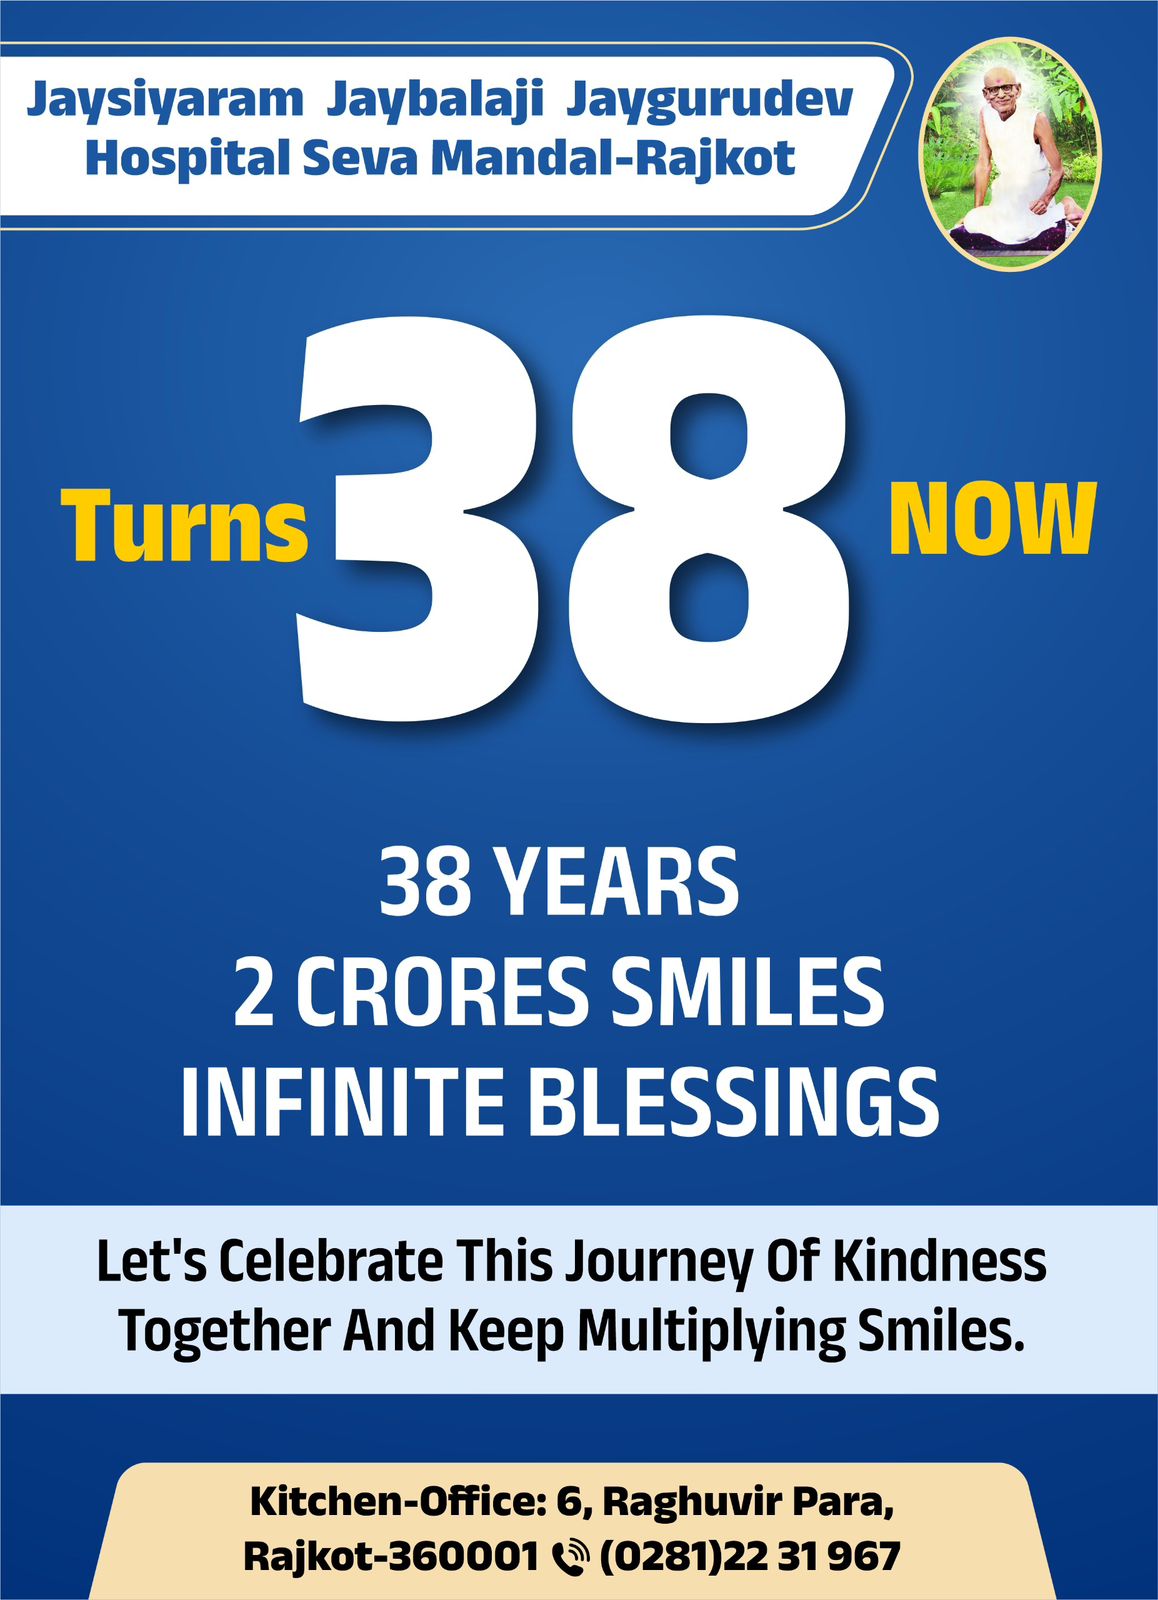 Jaysiyaram Jaybalaji Jaygurudev
Hospital Seva Mandal-Rajkot
Turns 38 NOW
38 YEARS
2 CRORES SMILES
INFINITE BLESSINGS
Let's Celebrate This Journey Of Kindness
Together And Keep Multiplying Smiles.
Kitchen-Office: 6, Raghuvir Para,
Rajkot-360001 (0281)22 31 967